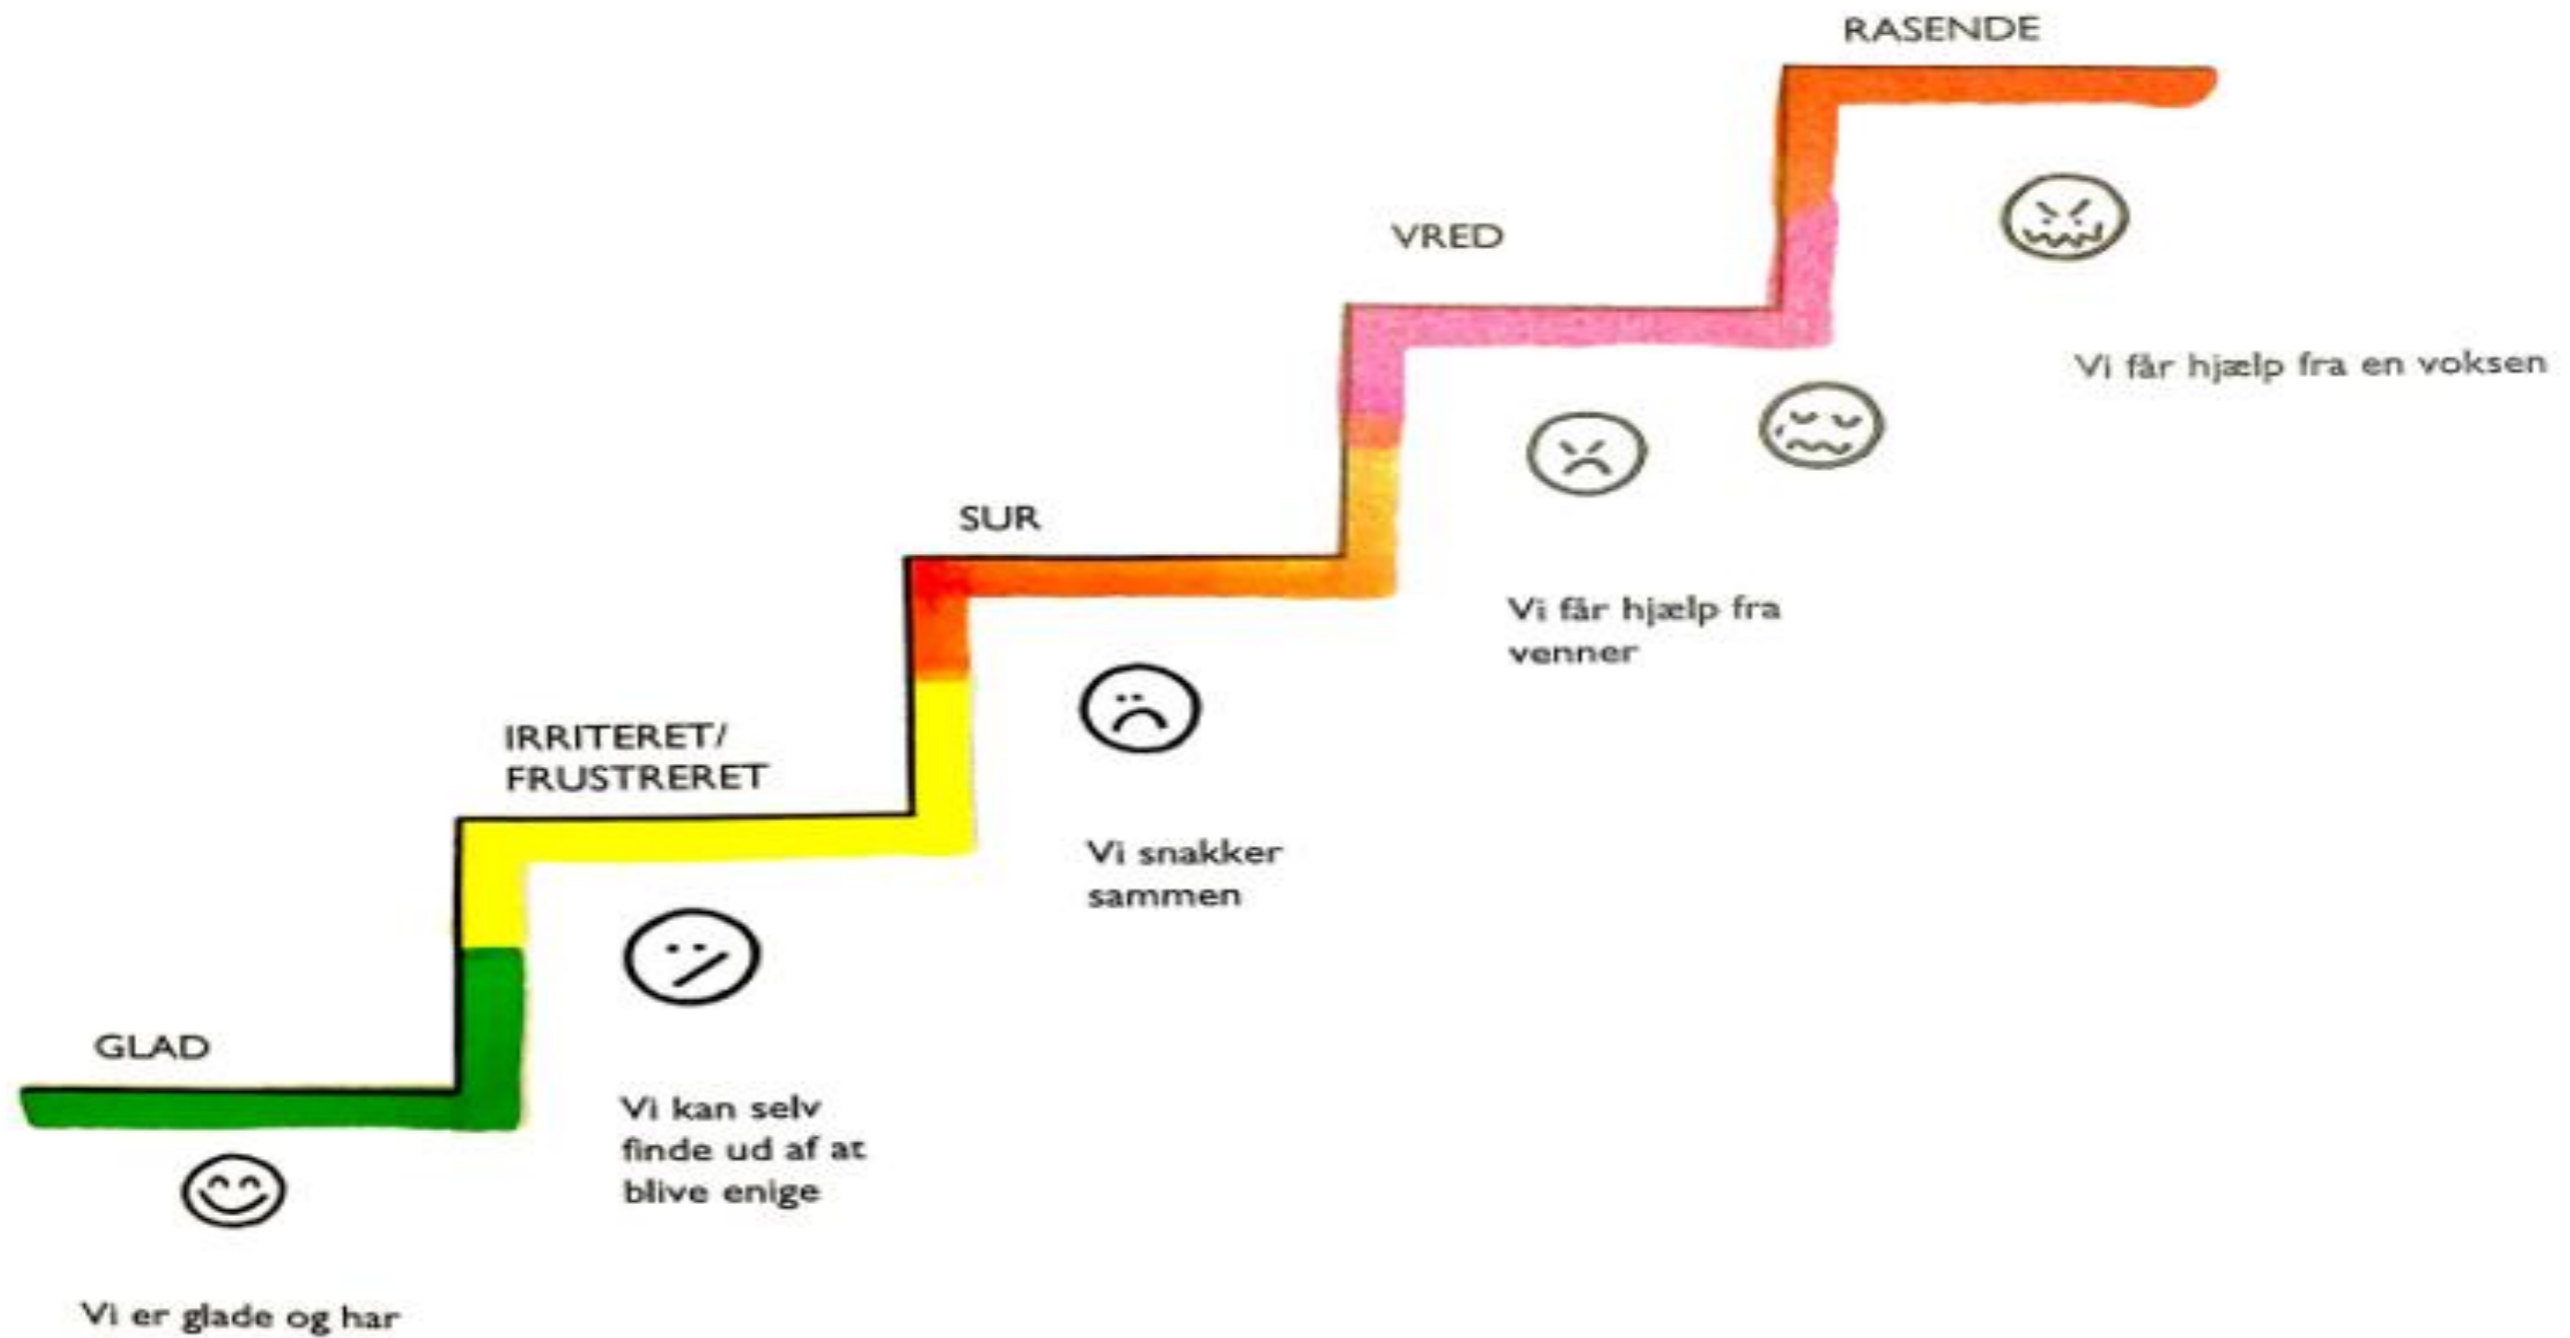 RASENDE
Vi får hjælp fra en voksen
VRED
Vi får hjælp fra
venner
SUR
Vi snakker
sammen
IRRITERET/
FRUSTRERET
Vi kan selv
finde ud af at
blive enige
GLAD
Vi er glade og har